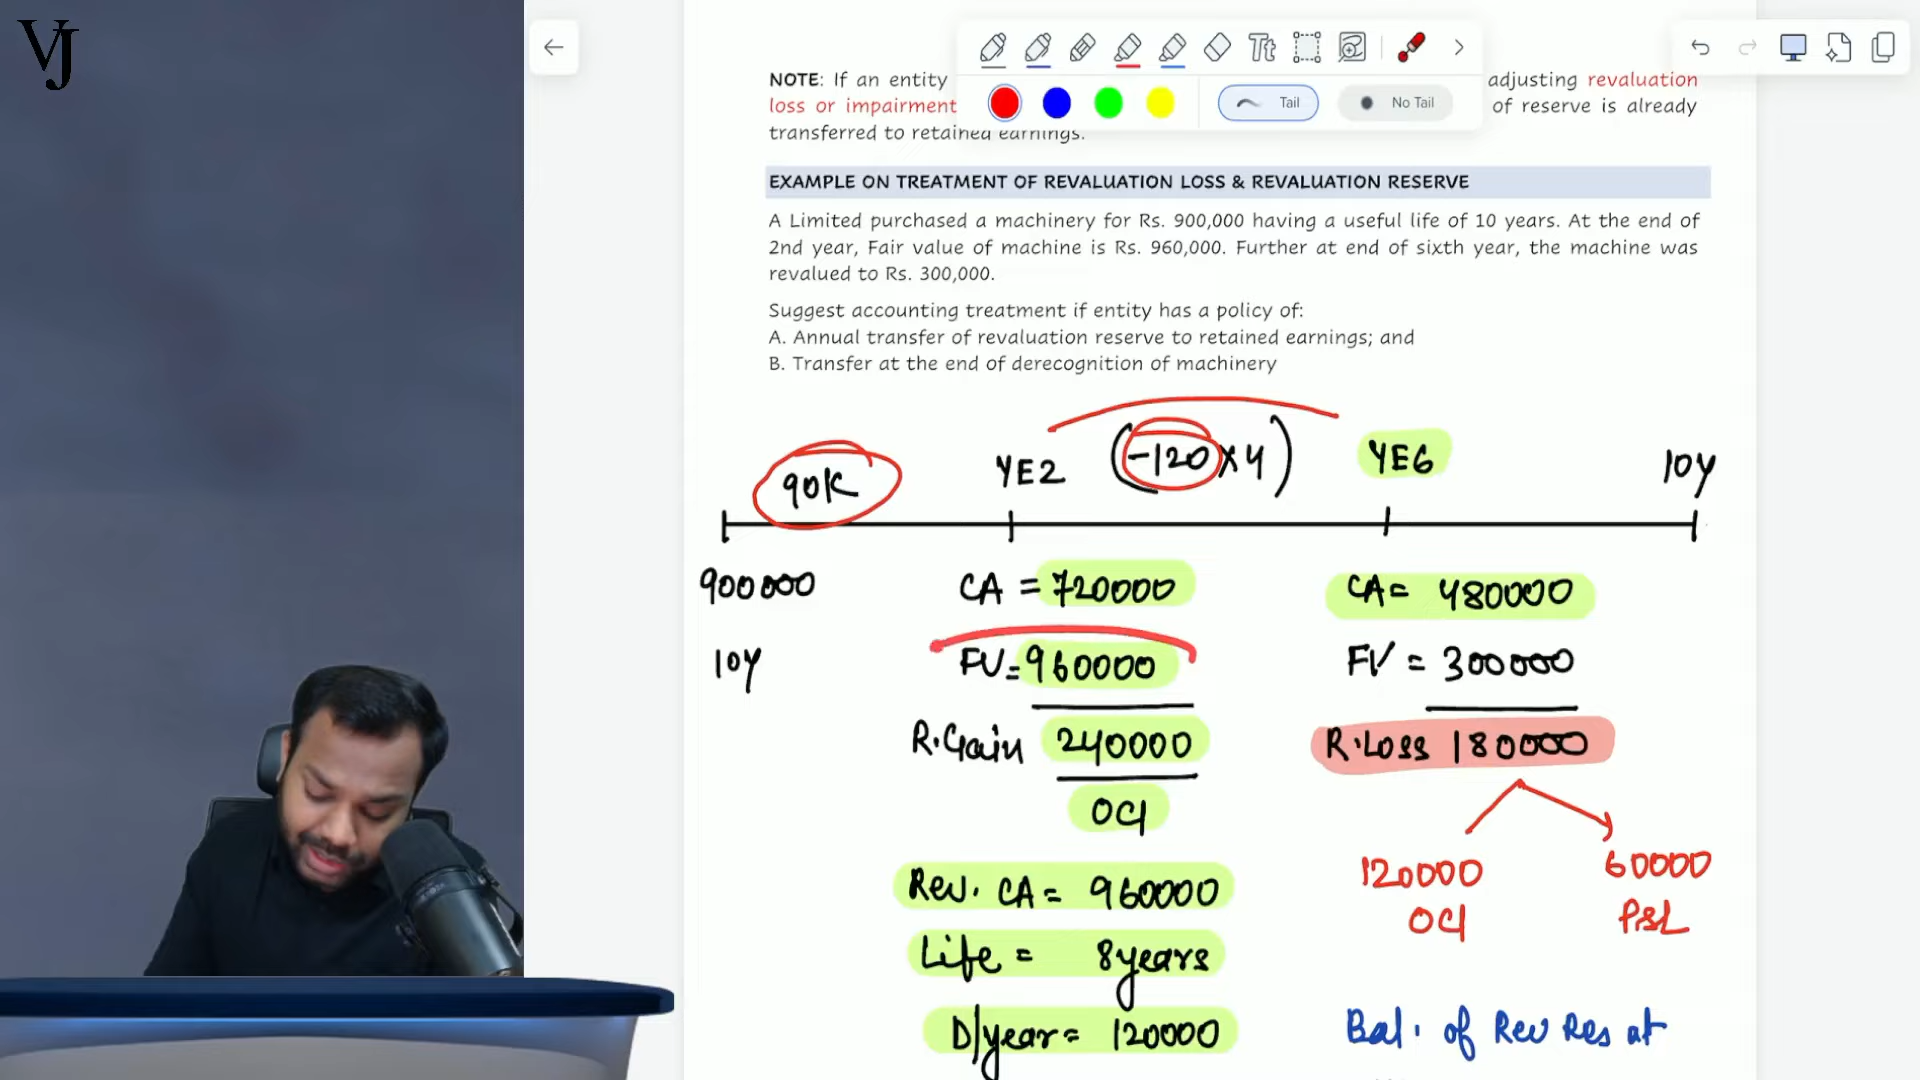 VJ
Tt
Tail
No Tail
NOTE: If an entity adjusting revaluation
loss or impairment of reserve is already
transferred to retained earnings.
EXAMPLE ON TREATMENT OF REVALUATION LOSS & REVALUATION RESERVE
A Limited purchased a machinery for Rs. 900,000 having a useful life of 10 years. At the end of
2nd year, Fair value of machine is Rs. 960,000. Further at end of sixth year, the machine was
revalued to Rs. 300,000.
Suggest accounting treatment if entity has a policy of:
A. Annual transfer of revaluation reserve to retained earnings; and
B. Transfer at the end of derecognition of machinery
90K YE2 (-120x4) YE6 10y
900000 CA = 720000 CA= 480000
10y FV= 960000 FV = 300000
R.Gain 240000 R.Loss 180000
OCI
120000 60000
OCI P&L
Rev. CA= 960000
Life = 8years
D/year= 120000
Bal. of Rev Res at